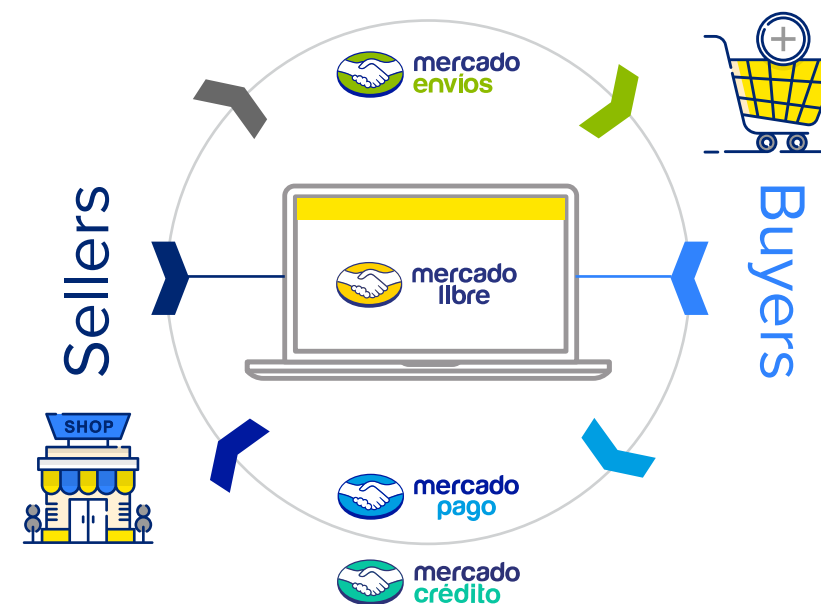 mercado
envios
Sellers
mercado
libre
Buyers
SHOP
mercado
pago
mercado
crédito